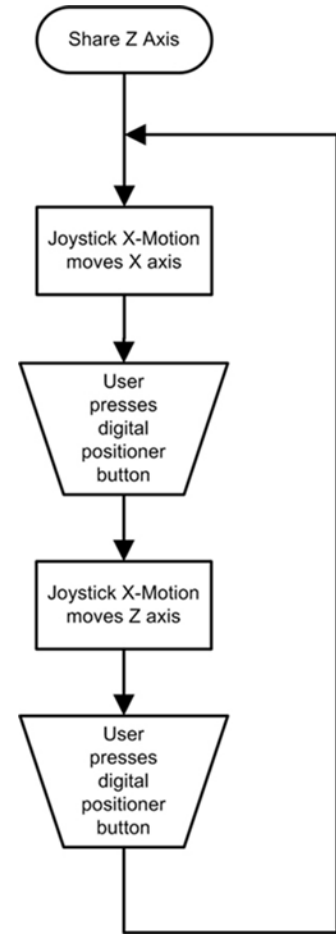 Share Z Axis
Joystick X-Motion
moves X axis
User
presses
digital
positioner
button
Joystick X-Motion
moves Z axis
User
presses
digital
positioner
button